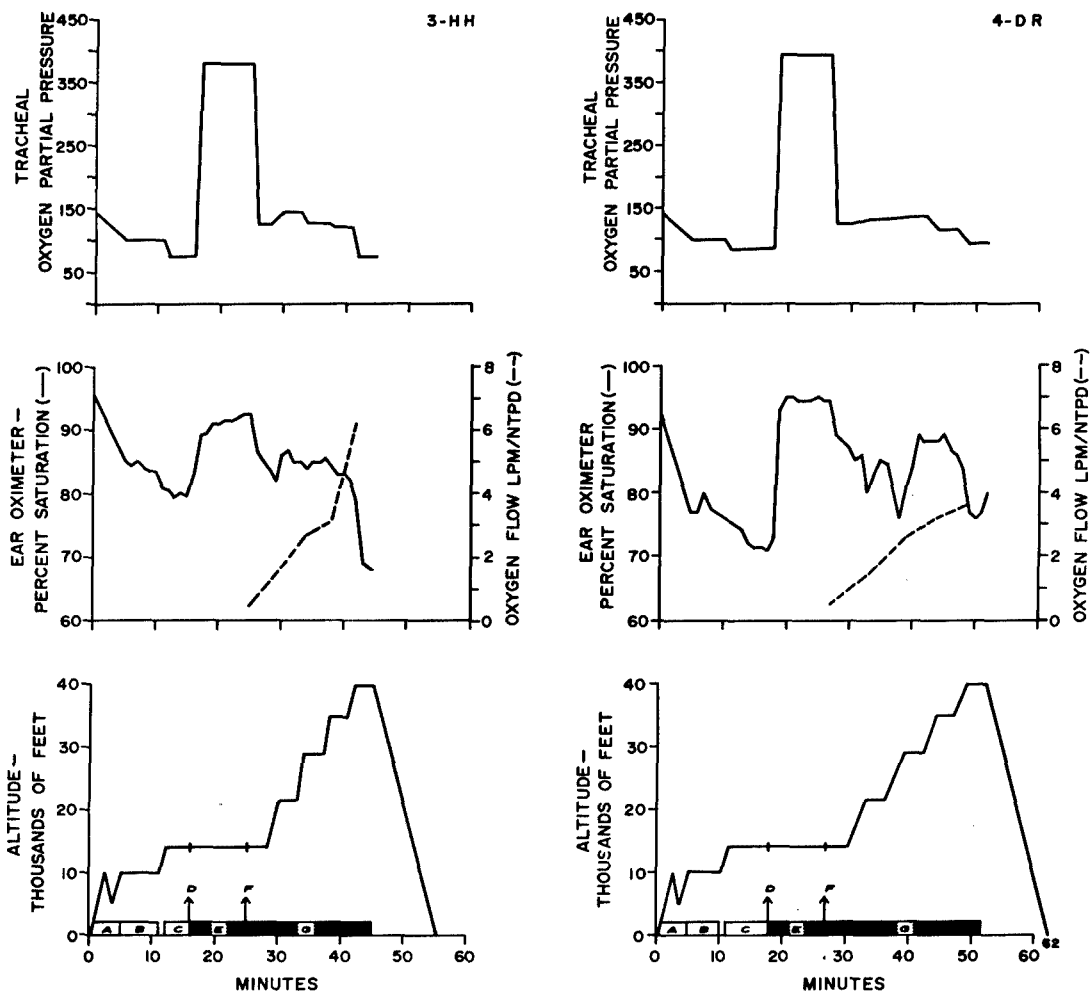 3-HH
TRACHEAL
OXYGEN PARTIAL PRESSURE
450
350
250
150
50
4-DR
TRACHEAL
OXYGEN PARTIAL PRESSURE
450
350
250
150
50
EAR OXIMETER—
PERCENT SATURATION(—)
100
90
80
70
60
8
6
4
2
0
OXYGEN FLOW LPM/NTPD(--)
EAR OXIMETER
PERCENT SATURATION(—)
100
90
80
70
60
8
6
4
2
0
OXYGEN FLOW LPM/NTPD(--)
ALTITUDE—
THOUSANDS OF FEET
40
30
20
10
0
D F
A B C E G
0 10 20 30 40 50 60
MINUTES
ALTITUDE—
THOUSANDS OF FEET
40
30
20
10
0
D F
A B C E G
62
0 10 20 30 40 50 60
MINUTES